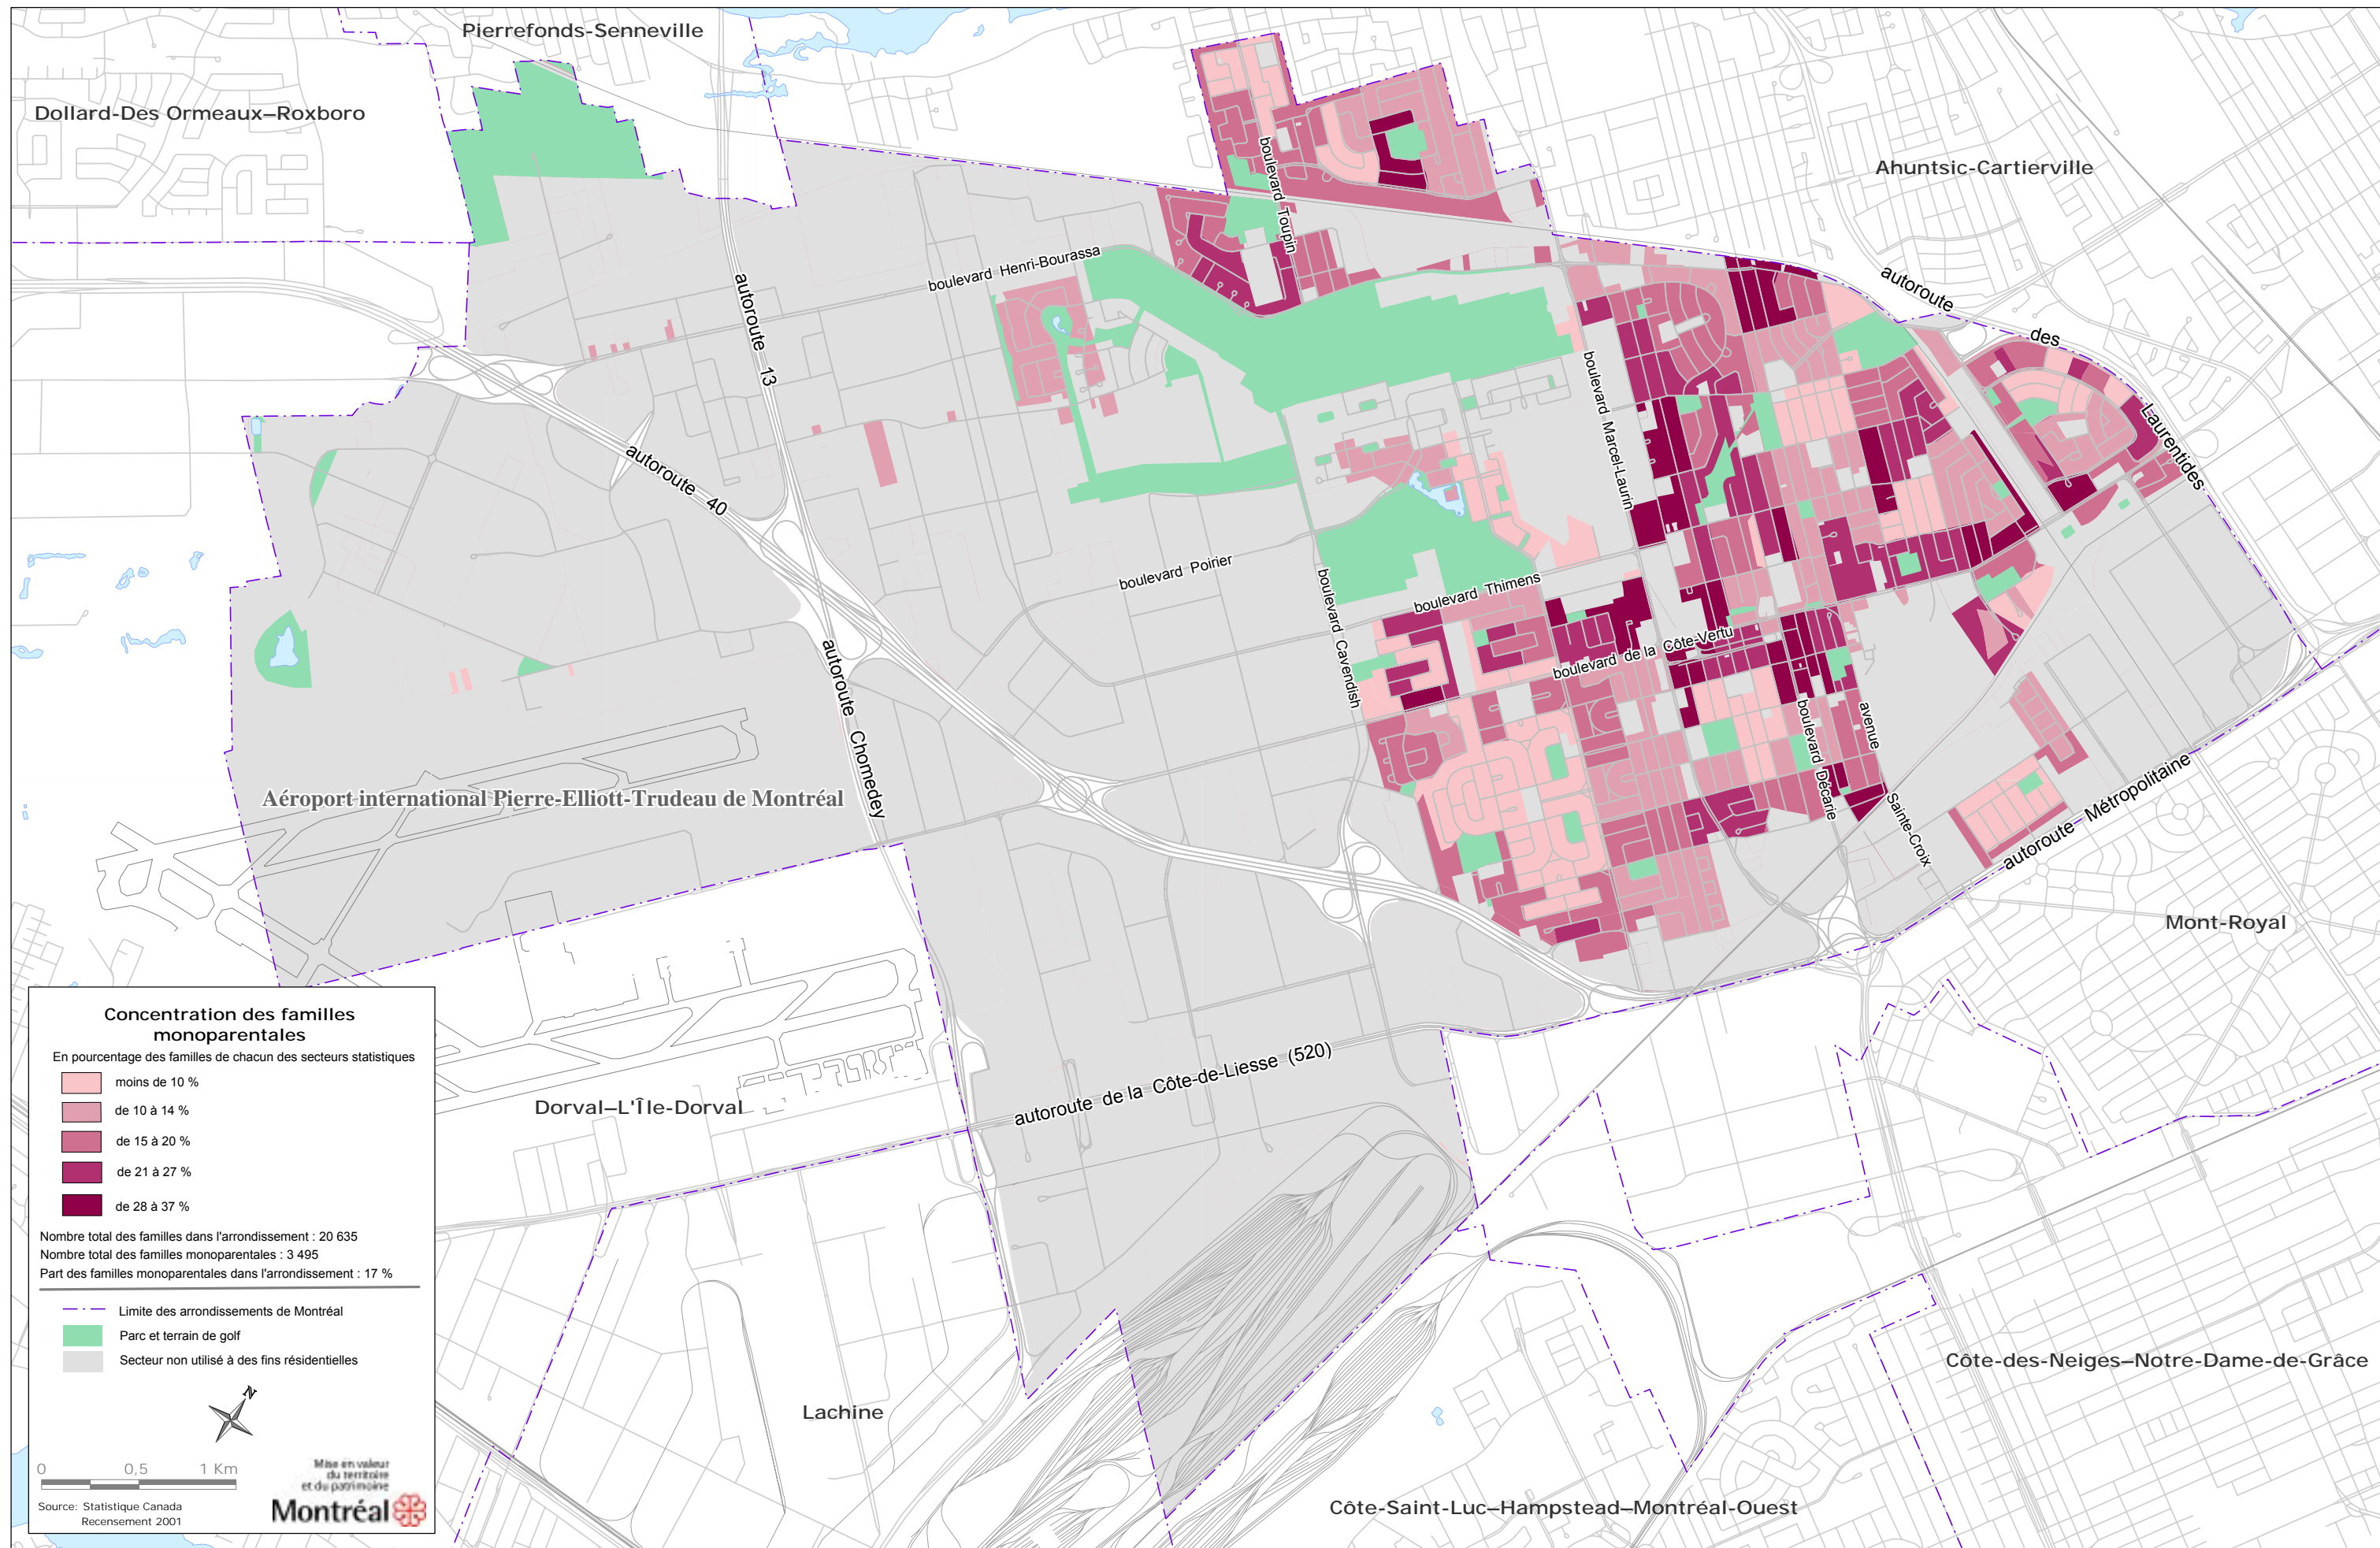 Pierrefonds-Senneville
Dollard-Des Ormeaux–Roxboro
Ahuntsic-Cartierville
boulevard Toupin
boulevard Henri-Bourassa
autoroute 13
autoroute des Laurentides
boulevard Marcel-Laurin
autoroute 40
boulevard Poirier
boulevard Thimens
boulevard Cavendish
boulevard de la Côte-Vertu
autoroute Chomedey
boulevard Décarie
avenue Sainte-Croix
autoroute Métropolitaine
Aéroport international Pierre-Elliott-Trudeau de Montréal
Mont-Royal
autoroute de la Côte-de-Liesse (520)
Dorval–L'Île-Dorval
Lachine
Côte-des-Neiges–Notre-Dame-de-Grâce
Côte-Saint-Luc–Hampstead–Montréal-Ouest
Concentration des familles
monoparentales
En pourcentage des familles de chacun des secteurs statistiques
moins de 10 %
de 10 à 14 %
de 15 à 20 %
de 21 à 27 %
de 28 à 37 %
Nombre total des familles dans l'arrondissement : 20 635
Nombre total des familles monoparentales : 3 495
Part des familles monoparentales dans l'arrondissement : 17 %
Limite des arrondissements de Montréal
Parc et terrain de golf
Secteur non utilisé à des fins résidentielles
N
0 0,5 1 Km
Source: Statistique Canada
Recensement 2001
Mise en valeur
du territoire
et du patrimoine
Montréal